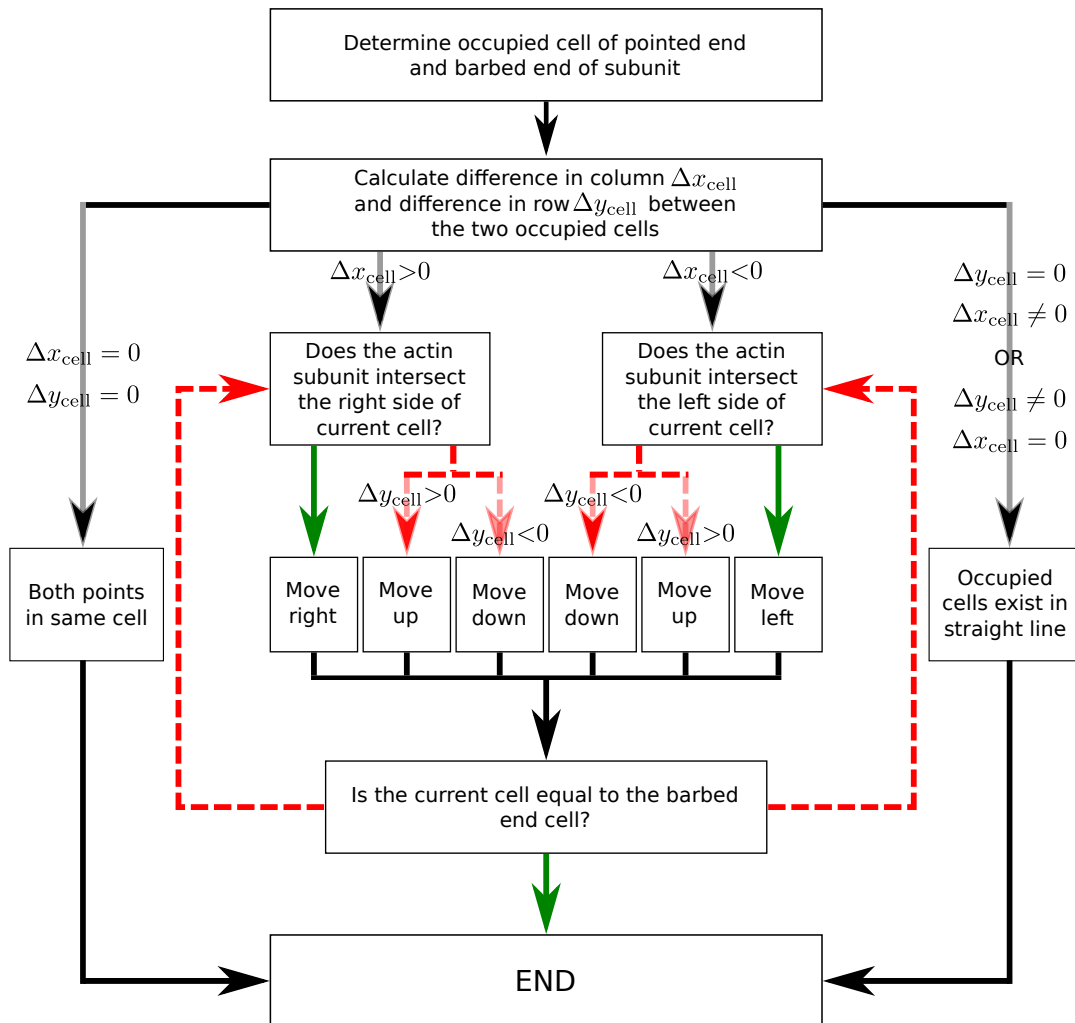 Determine occupied cell of pointed end
and barbed end of subunit
Calculate difference in column Δx_cell
and difference in row Δy_cell between
the two occupied cells
Δx_cell>0
Δx_cell<0
Δy_cell = 0
Δx_cell ≠ 0
OR
Δy_cell ≠ 0
Δx_cell = 0
Δx_cell = 0
Δy_cell = 0
Does the actin
subunit intersect
the right side of
current cell?
Does the actin
subunit intersect
the left side of
current cell?
Δy_cell>0
Δy_cell<0
Δy_cell<0
Δy_cell>0
Both points
in same cell
Move
right
Move
up
Move
down
Move
down
Move
up
Move
left
Occupied
cells exist in
straight line
Is the current cell equal to the barbed
end cell?
END